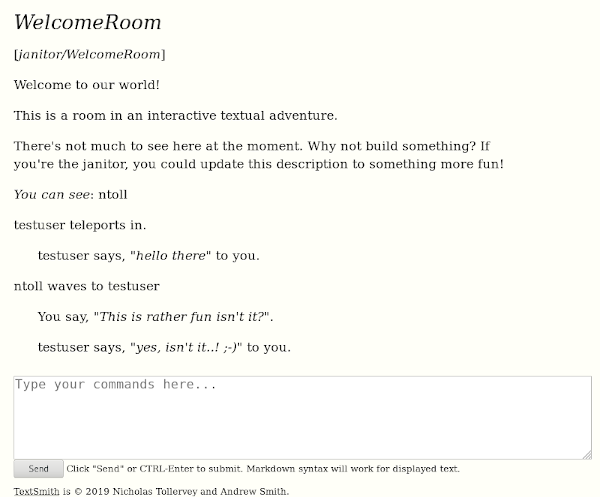 WelcomeRoom
[janitor/WelcomeRoom]
Welcome to our world!
This is a room in an interactive textual adventure.
There's not much to see here at the moment. Why not build something? If
you're the janitor, you could update this description to something more fun!
You can see: ntoll
testuser teleports in.
testuser says, "hello there" to you.
ntoll waves to testuser
You say, "This is rather fun isn't it?".
testuser says, "yes, isn't it..! ;-)" to you.
Type your commands here...
Send Click "Send" or CTRL-Enter to submit. Markdown syntax will work for displayed text.
TextSmith is © 2019 Nicholas Tollervey and Andrew Smith.